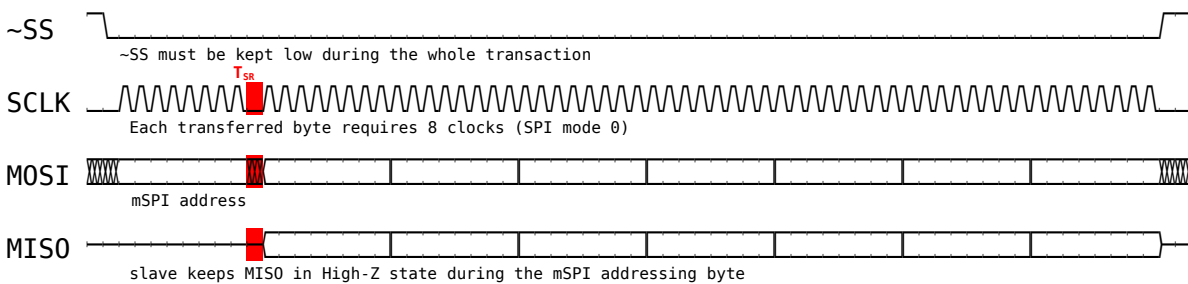 ~SS
~SS must be kept low during the whole transaction
TSR
SCLK
Each transferred byte requires 8 clocks (SPI mode 0)
MOSI
mSPI address
MISO
slave keeps MISO in High-Z state during the mSPI addressing byte